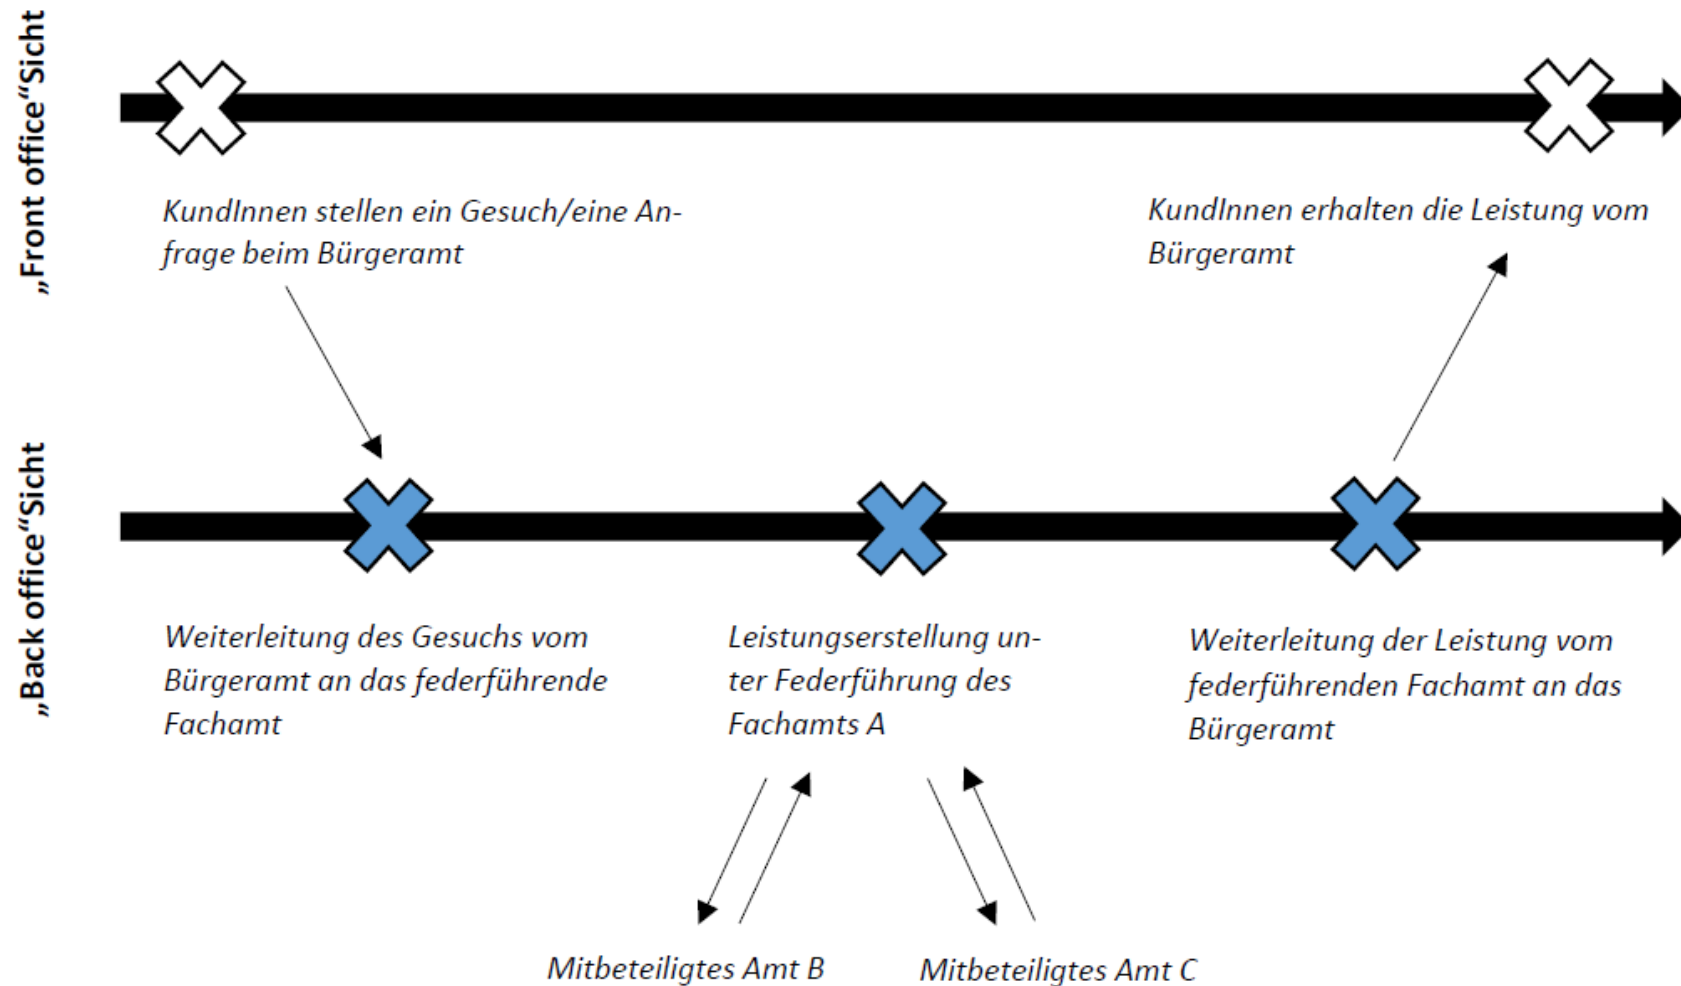 „Front office“Sicht
KundInnen stellen ein Gesuch/eine An-
frage beim Bürgeramt
KundInnen erhalten die Leistung vom
Bürgeramt
„Back office“Sicht
Weiterleitung des Gesuchs vom
Bürgeramt an das federführende
Fachamt
Leistungserstellung un-
ter Federführung des
Fachamts A
Weiterleitung der Leistung vom
federführenden Fachamt an das
Bürgeramt
Mitbeteiligtes Amt B
Mitbeteiligtes Amt C